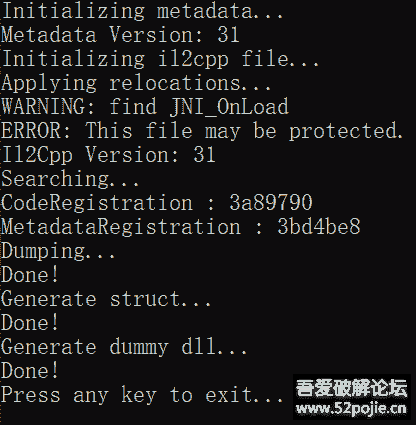 Initializing metadata...
Metadata Version: 31
Initializing il2cpp file...
Applying relocations...
WARNING: find JNI_OnLoad
ERROR: This file may be protected.
Il2Cpp Version: 31
Searching...
CodeRegistration : 3a89790
MetadataRegistration : 3bd4be8
Dumping...
Done!
Generate struct...
Done!
Generate dummy dll...
Done!
Press any key to exit...
吾爱破解论坛
www.52pojie.cn